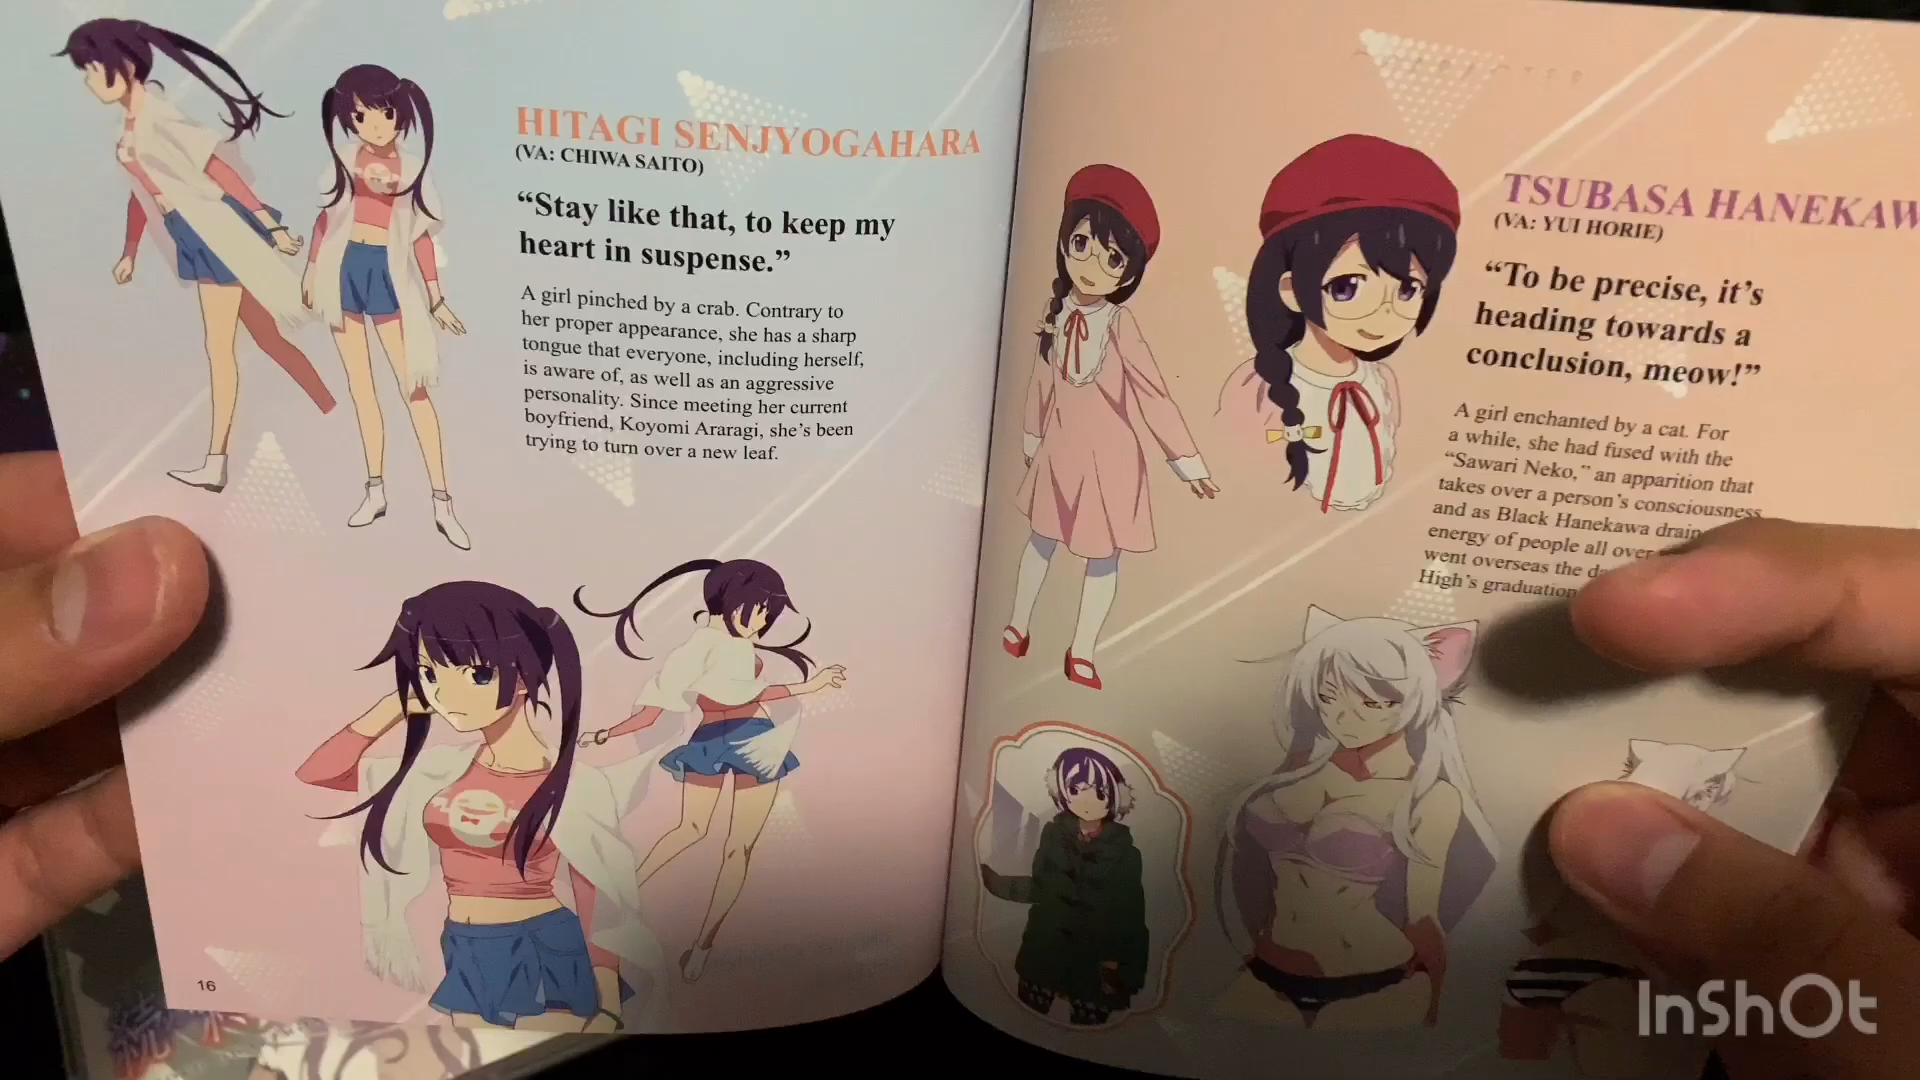 HITAGI SENJYOGAHARA
(VA: CHIWA SAITO)
“Stay like that, to keep my
heart in suspense.”
A girl pinched by a crab. Contrary to
her proper appearance, she has a sharp
tongue that everyone, including herself,
is aware of, as well as an aggressive
personality. Since meeting her current
boyfriend, Koyomi Araragi, she’s been
trying to turn over a new leaf.
16
TSUBASA HANEKAW
(VA: YUI HORIE)
“To be precise, it’s
heading towards a
conclusion, meow!”
A girl enchanted by a cat. For
a while, she had fused with the
“Sawari Neko,” an apparition that
takes over a person’s consciousness
and as Black Hanekawa drain
energy of people all over
went overseas the
High’s graduation
InShOt